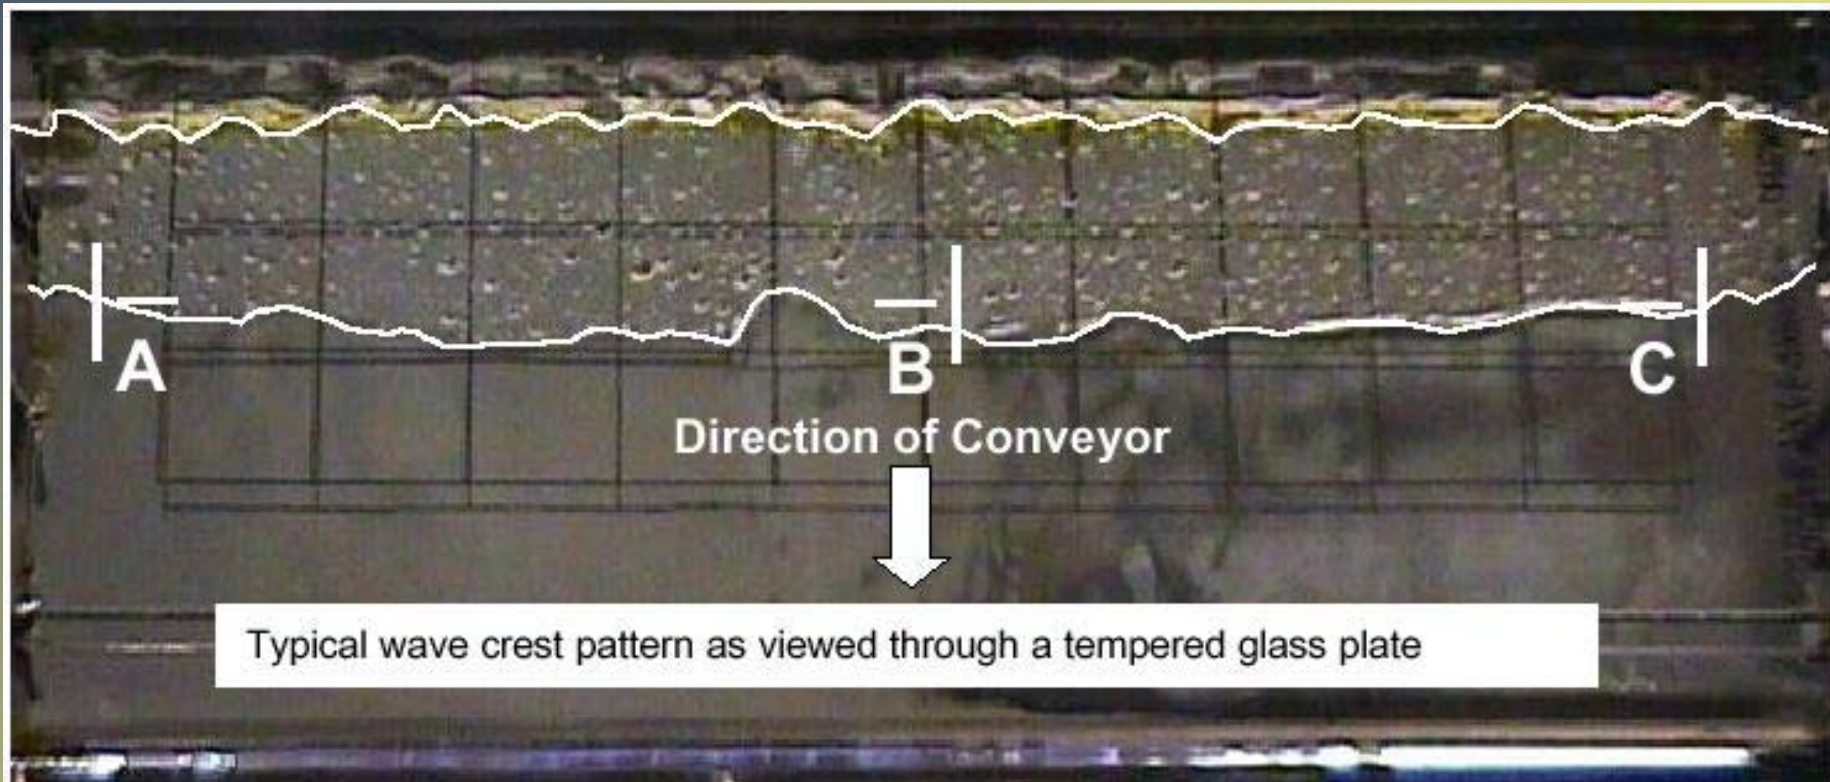 A B C
Direction of Conveyor
Typical wave crest pattern as viewed through a tempered glass plate